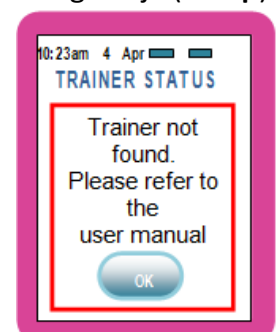 10:23am 4 Apr
TRAINER STATUS
Trainer not
found.
Please refer to
the
user manual
OK